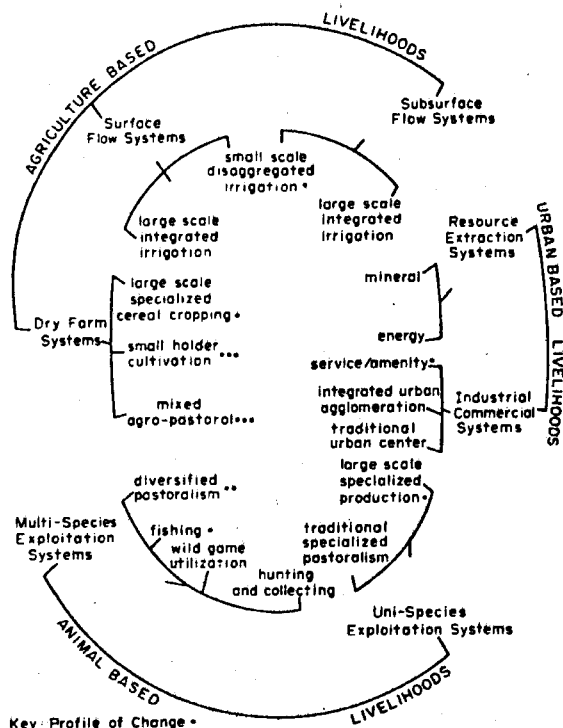 AGRICULTURE BASED LIVELIHOODS
Surface
Flow Systems
Subsurface
Flow Systems
small scale
disaggregated
irrigation •
large scale
integrated
irrigation
large scale
integrated
irrigation
Dry Farm
Systems
large scale
specialized
cereal cropping •
small holder
cultivation •••
mixed
agro-pastoral •••
URBAN BASED LIVELIHOODS
Resource
Extraction
Systems
mineral
energy
service/amenity •
integrated urban
agglomeration
traditional
urban center
Industrial
Commercial
Systems
large scale
specialized
production •
traditional
specialized
pastoralism
Uni-Species
Exploitation Systems
diversified
pastoralism ••
fishing •
wild game
utilization
hunting
and collecting
Multi-Species
Exploitation
Systems
ANIMAL BASED LIVELIHOODS
Key: Profile of Change •